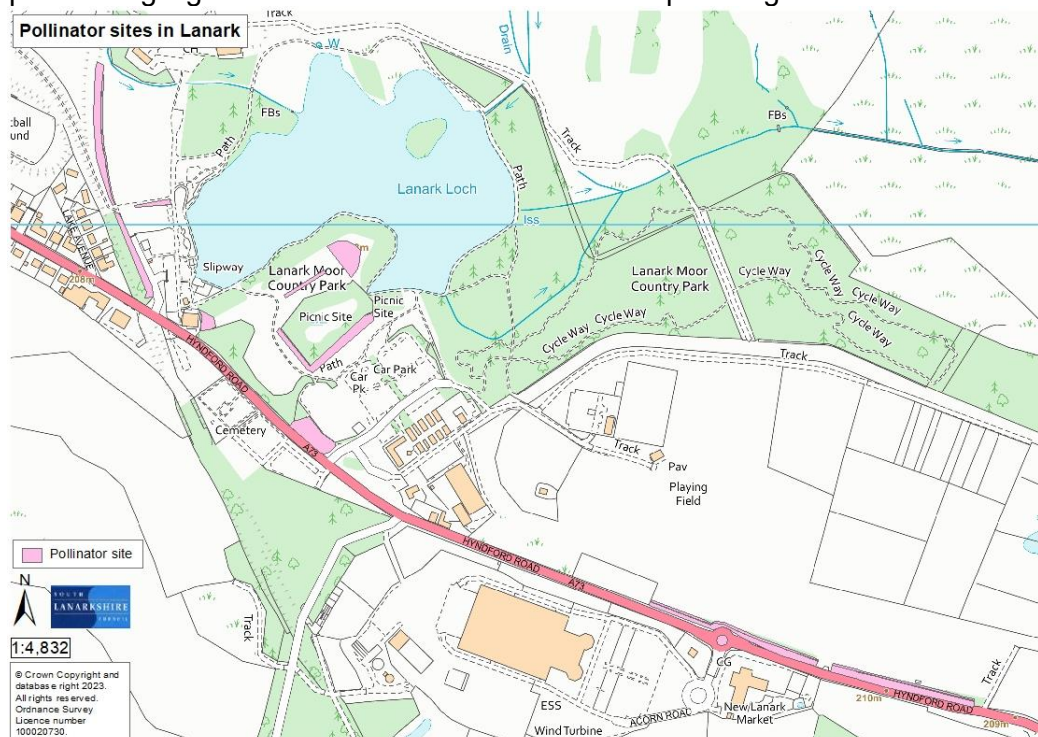 Pollinator sites in Lanark
Track
W
Drain
FBs
FBs
Path
Track
Path
Lanark Loch
Iss
LAKE AVENUE
208m
Slipway
Lanark Moor
Country Park
Picnic
Site
Picnic Site
Lanark Moor
Country Park
Cycle Way
Cycle Way
Cycle Way
Cycle Way
Cycle Way
Cycle Way
HYNDFORD ROAD
Path
Car
Pk
Car Park
Track
Cemetery
A73
Track
Pav
Playing
Field
Pollinator site
N
SOUTH
LANARKSHIRE
COUNCIL
HYNDFORD ROAD
A73
Track
1:4,832
© Crown Copyright and
database right 2023.
All rights reserved.
Ordnance Survey
Licence number
100020730.
CG
ESS
Wind Turbine
ACORN ROAD
New Lanark
Market
210m
HYNDFORD ROAD
209m
Track